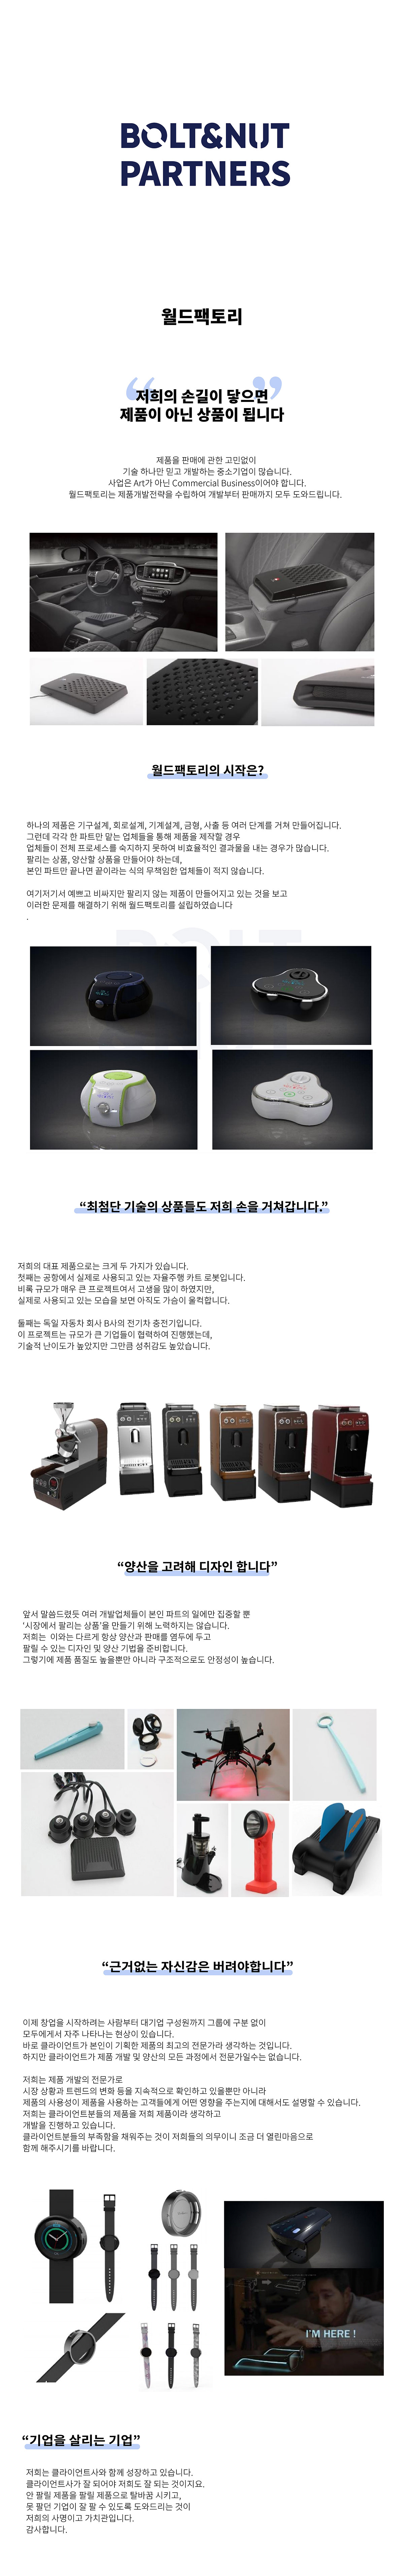 BOLT&NUT
PARTNERS
월드팩토리
“ 저희의 손길이 닿으면 ”
제품이 아닌 상품이 됩니다
제품을 판매에 관한 고민없이
기술 하나만 믿고 개발하는 중소기업이 많습니다.
사업은 Art가 아닌 Commercial Business이어야 합니다.
월드팩토리는 제품개발전략을 수립하여 개발부터 판매까지 모두 도와드립니다.
월드팩토리의 시작은?
하나의 제품은 기구설계, 회로설계, 기계설계, 금형, 사출 등 여러 단계를 거쳐 만들어집니다.
그런데 각각 한 파트만 맡는 업체들을 통해 제품을 제작할 경우
업체들이 전체 프로세스를 숙지하지 못하여 비효율적인 결과물을 내는 경우가 많습니다.
팔리는 상품, 양산할 상품을 만들어야 하는데,
본인 파트만 끝나면 끝이라는 식의 무책임한 업체들이 적지 않습니다.
여기저기서 예쁘고 비싸지만 팔리지 않는 제품이 만들어지고 있는 것을 보고
이러한 문제를 해결하기 위해 월드팩토리를 설립하였습니다
.
BOLT
“최첨단 기술의 상품들도 저희 손을 거쳐갑니다.”
저희의 대표 제품으로는 크게 두 가지가 있습니다.
첫째는 공항에서 실제로 사용되고 있는 자율주행 카트 로봇입니다.
비록 규모가 매우 큰 프로젝트여서 고생을 많이 하였지만,
실제로 사용되고 있는 모습을 보면 아직도 가슴이 울컥합니다.
둘째는 독일 자동차 회사 B사의 전기차 충전기입니다.
이 프로젝트는 규모가 큰 기업들이 협력하여 진행했는데,
기술적 난이도가 높았지만 그만큼 성취감도 높았습니다.
“양산을 고려해 디자인 합니다”
앞서 말씀드렸듯 여러 개발업체들이 본인 파트의 일에만 집중할 뿐
'시장에서 팔리는 상품'을 만들기 위해 노력하지는 않습니다.
저희는 이와는 다르게 항상 양산과 판매를 염두에 두고
팔릴 수 있는 디자인 및 양산 기법을 준비합니다.
그렇기에 제품 품질도 높을뿐만 아니라 구조적으로도 안정성이 높습니다.
“근거없는 자신감은 버려야합니다”
이제 창업을 시작하려는 사람부터 대기업 구성원까지 그룹에 구분 없이
모두에게서 자주 나타나는 현상이 있습니다.
바로 클라이언트가 본인이 기획한 제품의 최고의 전문가라 생각하는 것입니다.
하지만 클라이언트가 제품 개발 및 양산의 모든 과정에서 전문가일수는 없습니다.
저희는 제품 개발의 전문가로
시장 상황과 트렌드의 변화 등을 지속적으로 확인하고 있을뿐만 아니라
제품의 사용성이 제품을 사용하는 고객들에게 어떤 영향을 주는지에 대해서도 설명할 수 있습니다.
저희는 클라이언트분들의 제품을 저희 제품이라 생각하고
개발을 진행하고 있습니다.
클라이언트분들의 부족함을 채워주는 것이 저희들의 의무이니 조금 더 열린마음으로
함께 해주시기를 바랍니다.
I'M HERE !
“기업을 살리는 기업”
저희는 클라이언트사와 함께 성장하고 있습니다.
클라이언트사가 잘 되어야 저희도 잘 되는 것이지요.
안 팔릴 제품을 팔릴 제품으로 탈바꿈 시키고,
못 팔던 기업이 잘 팔 수 있도록 도와드리는 것이
저희의 사명이고 가치관입니다.
감사합니다.